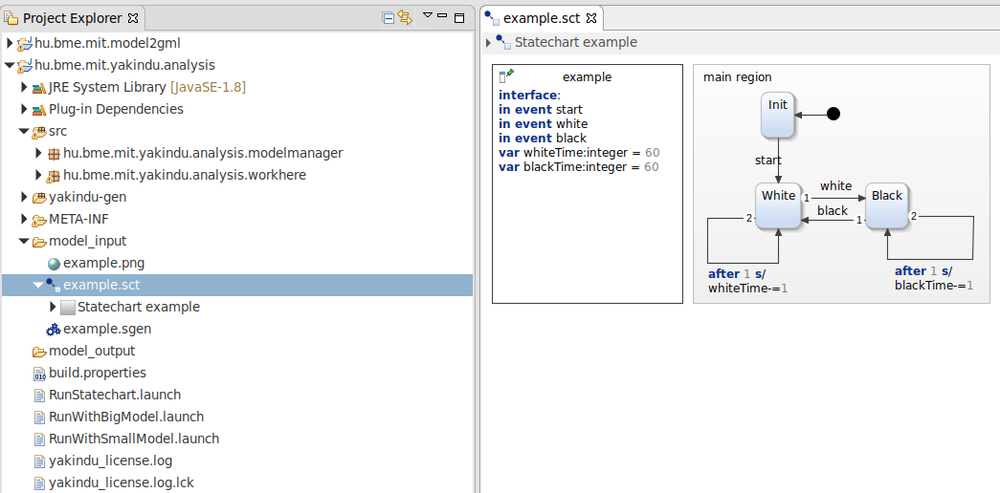 Project Explorer
hu.bme.mit.model2gml
hu.bme.mit.yakindu.analysis
JRE System Library [JavaSE-1.8]
Plug-in Dependencies
src
hu.bme.mit.yakindu.analysis.modelmanager
hu.bme.mit.yakindu.analysis.workhere
yakindu-gen
META-INF
model_input
example.png
example.sct
Statechart example
example.sgen
model_output
build.properties
RunStatechart.launch
RunWithBigModel.launch
RunWithSmallModel.launch
yakindu_license.log
yakindu_license.log.lck
example.sct
Statechart example
example
interface:
in event start
in event white
in event black
var whiteTime:integer = 60
var blackTime:integer = 60
main region
Init
start
White
1
white
Black
2
black
1
2
after 1 s/
whiteTime-=1
after 1 s/
blackTime-=1